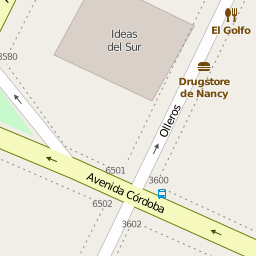 Ideas
del Sur
El Golfo
3580
Drugstore
de Nancy
Olleros
6501
3600
Avenida Córdoba
6502
3602